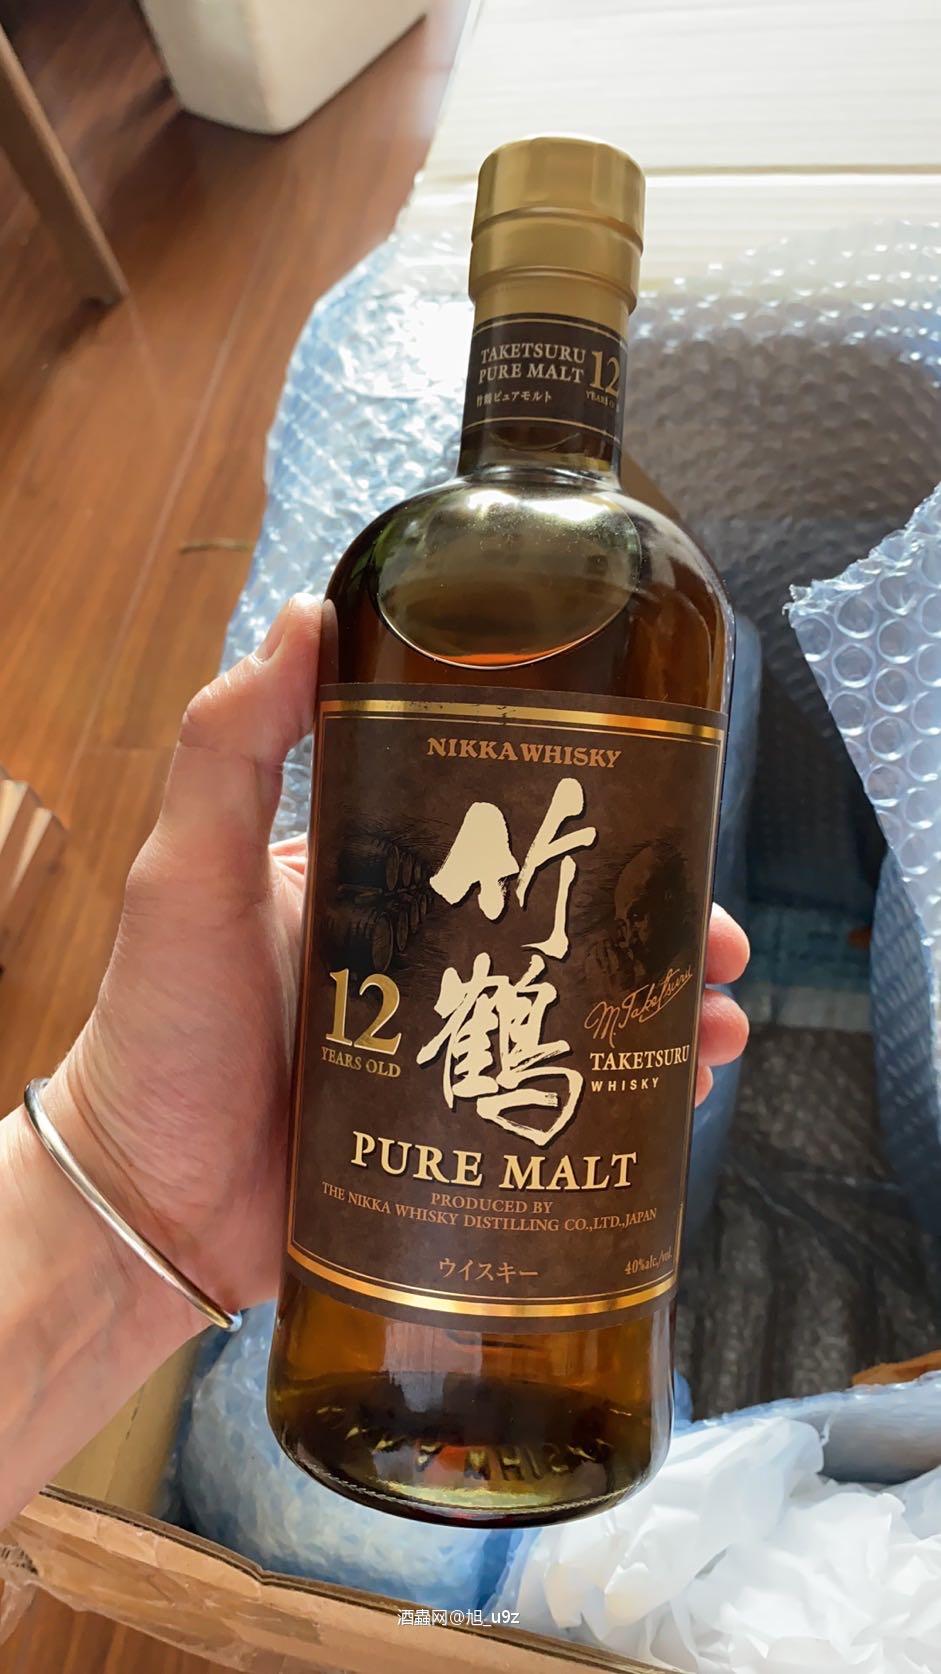 TAKETSURU
PURE MALT
12
YEARS OLD
竹鶴ピュアモルト
NIKKA WHISKY
竹鶴
12
YEARS OLD
M. Taketsuru
TAKETSURU
WHISKY
PURE MALT
PRODUCED BY
THE NIKKA WHISKY DISTILLING CO.,LTD.,JAPAN
ウイスキー
40%alc./vol.
酒蟲网@旭_u9z